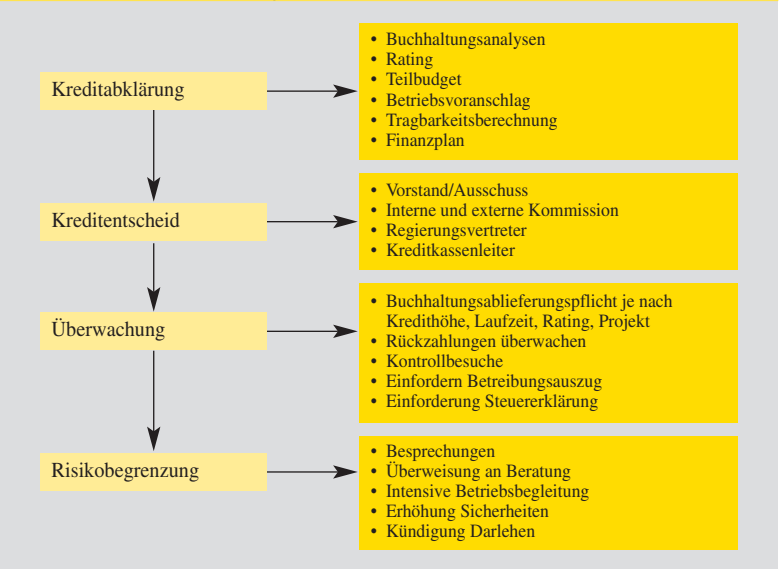 Kreditabklärung
• Buchhaltungsanalysen
• Rating
• Teilbudget
• Betriebsvoranschlag
• Tragbarkeitsberechnung
• Finanzplan
Kreditentscheid
• Vorstand/Ausschuss
• Interne und externe Kommission
• Regierungsvertreter
• Kreditkassenleiter
Überwachung
• Buchhaltungsablieferungspflicht je nach
Kredithöhe, Laufzeit, Rating, Projekt
• Rückzahlungen überwachen
• Kontrollbesuche
• Einfordern Betreibungsauszug
• Einforderung Steuererklärung
Risikobegrenzung
• Besprechungen
• Überweisung an Beratung
• Intensive Betriebsbegleitung
• Erhöhung Sicherheiten
• Kündigung Darlehen